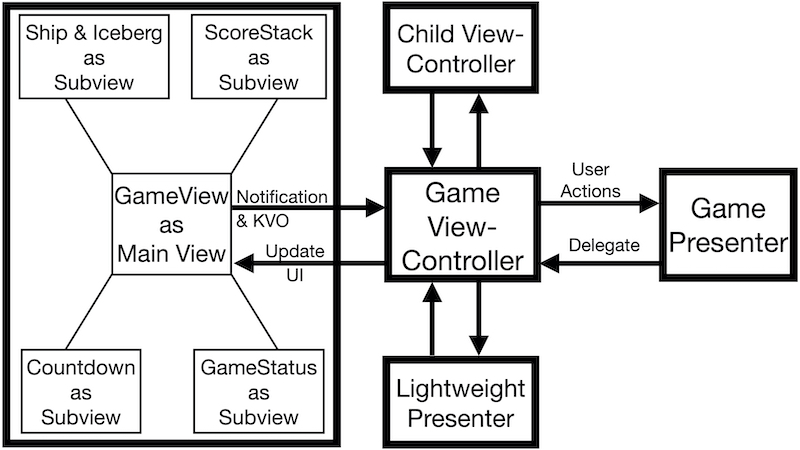 Ship & Iceberg
as
Subview
ScoreStack
as
Subview
Child View-
Controller
GameView
as
Main View
Notification
& KVO
Update
UI
Game
View-
Controller
User
Actions
Delegate
Game
Presenter
Countdown
as
Subview
GameStatus
as
Subview
Lightweight
Presenter